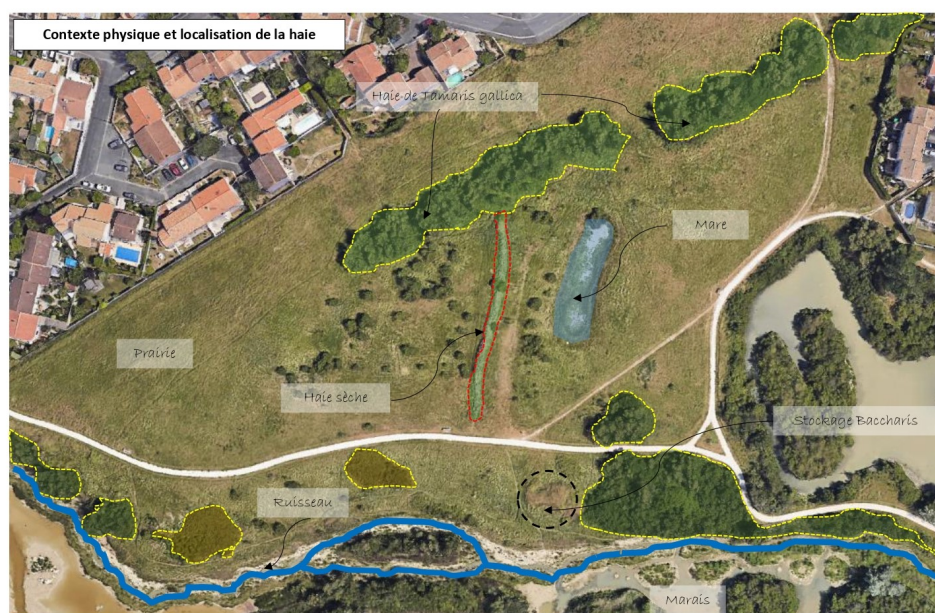 Contexte physique et localisation de la haie
Haie de Tamaris gallica
Mare
Prairie
Haie sèche
Stockage Baccharis
Ruisseau
Marais